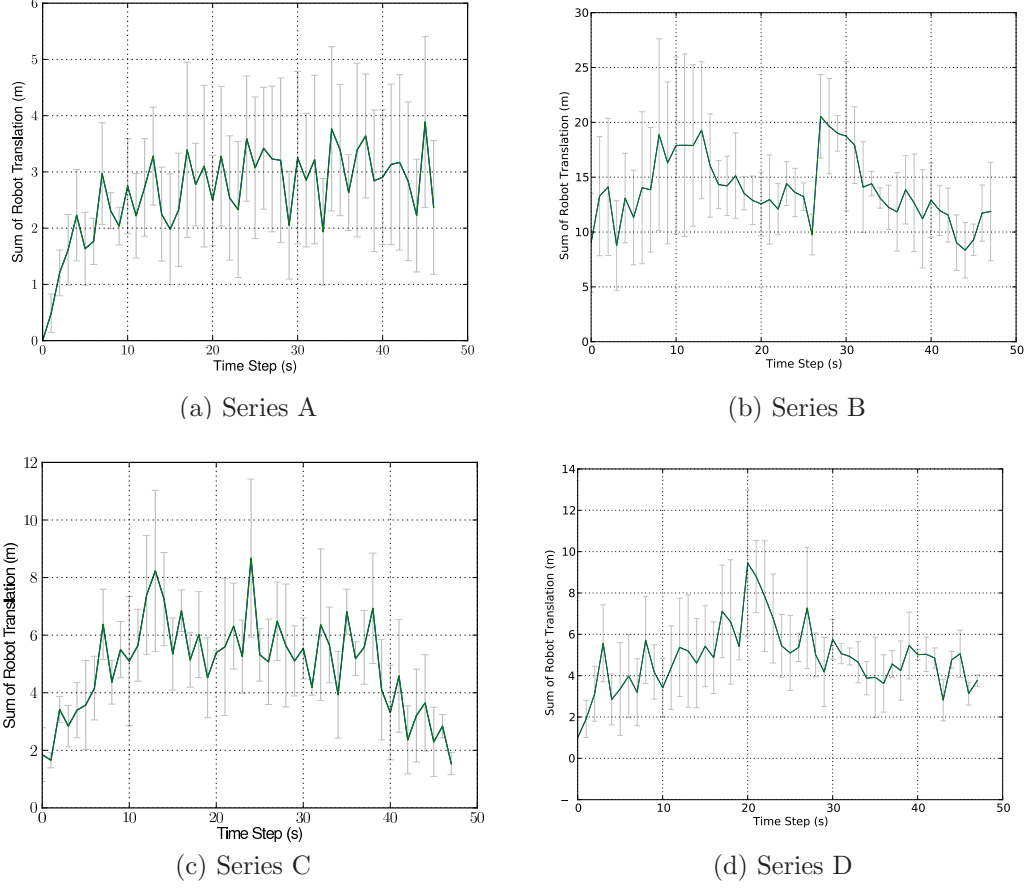 6
5
4
3
2
1
0
Sum of Robot Translation (m)
0 10 20 30 40 50
Time Step (s)
(a) Series A
30
25
20
15
10
5
0
Sum of Robot Translation (m)
0 10 20 30 40 50
Time Step (s)
(b) Series B
12
10
8
6
4
2
0
Sum of Robot Translation (m)
0 10 20 30 40 50
Time Step (s)
(c) Series C
14
12
10
8
6
4
2
0
−
Sum of Robot Translation (m)
0 10 20 30 40 50
Time Step (s)
(d) Series D